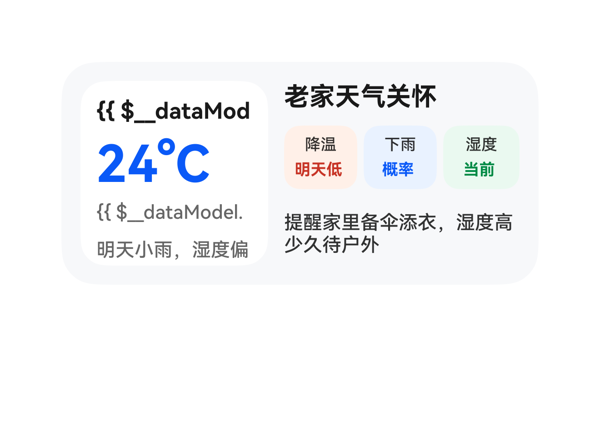 {{ $__dataMod
24°C
{{ $__dataModel.
明天小雨，湿度偏
老家天气关怀
降温
明天低
下雨
概率
湿度
当前
提醒家里备伞添衣，湿度高
少久待户外